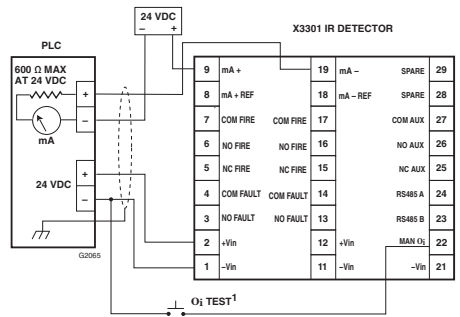 24 VDC
– +
X3301 IR DETECTOR
PLC
600 Ω MAX
AT 24 VDC
+
–
mA
24 VDC
+
–
G2065
9 mA + 19 mA – SPARE 29
8 mA + REF 18 mA – REF SPARE 28
7 COM FIRE COM FIRE 17 COM AUX 27
6 NO FIRE NO FIRE 16 NO AUX 26
5 NC FIRE NC FIRE 15 NC AUX 25
4 COM FAULT COM FAULT 14 RS485 A 24
3 NO FAULT NO FAULT 13 RS485 B 23
2 +Vin 12 +Vin MAN Oi 22
1 –Vin 11 –Vin –Vin 21
Oi TEST1